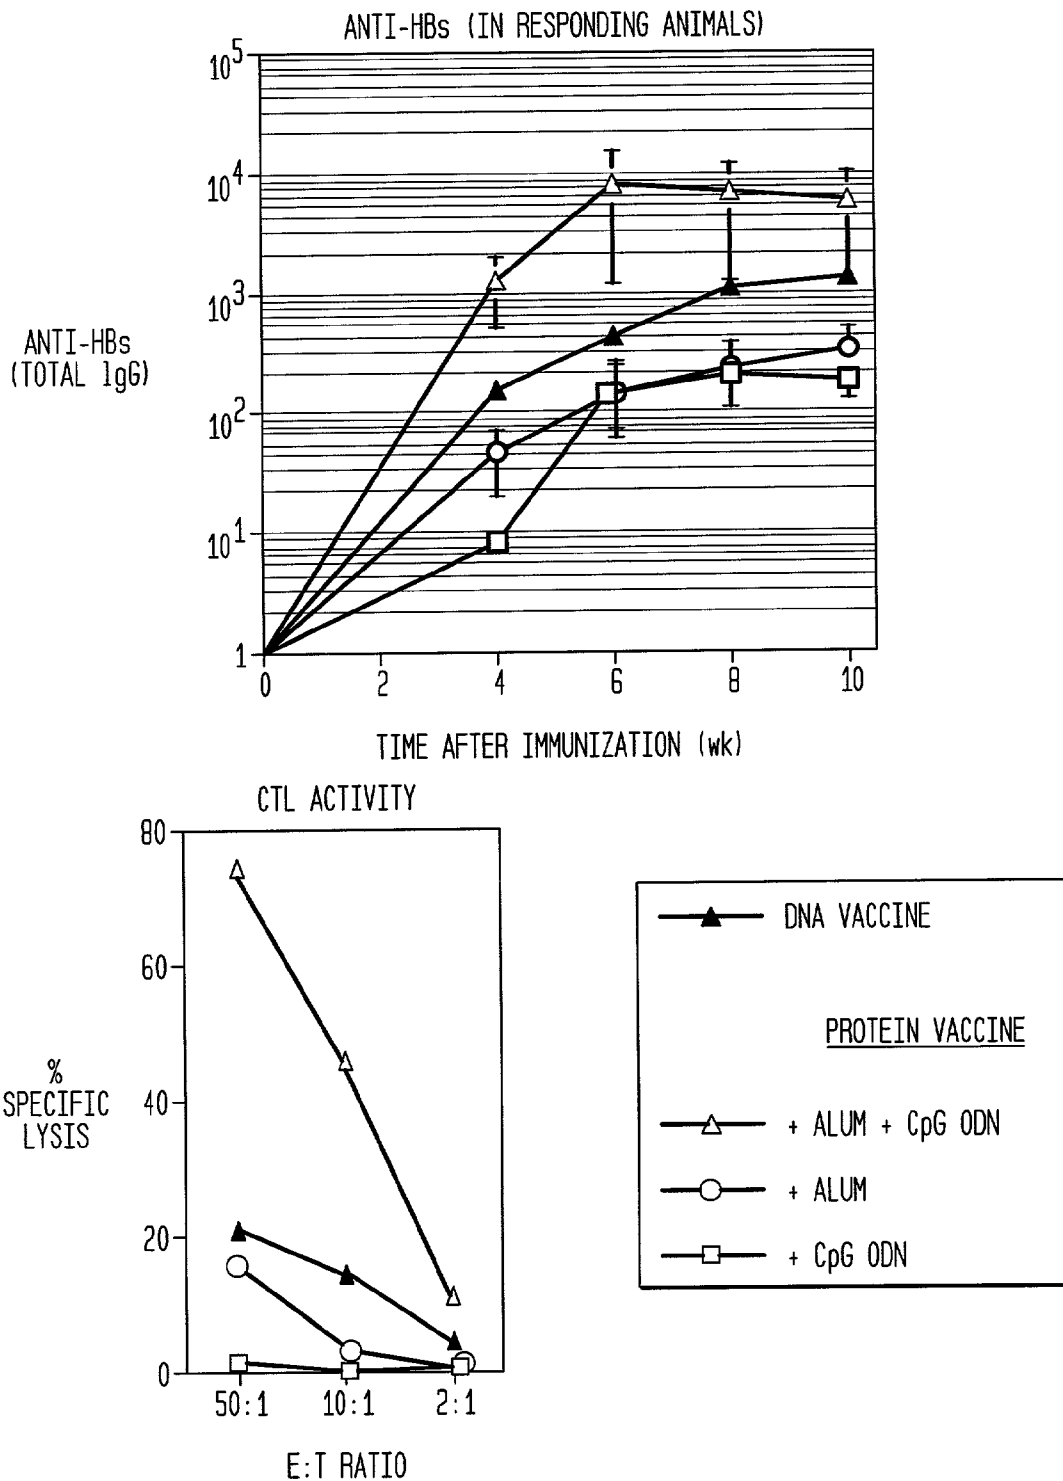 ANTI-HBs (IN RESPONDING ANIMALS)
10^5
10^4
10^3
10^2
10^1
1
ANTI-HBs
(TOTAL lgG)
0 2 4 6 8 10
TIME AFTER IMMUNIZATION (wk)
CTL ACTIVITY
80
60
40
20
0
%
SPECIFIC
LYSIS
50:1 10:1 2:1
E:T RATIO
DNA VACCINE
PROTEIN VACCINE
+ ALUM + CpG ODN
+ ALUM
+ CpG ODN